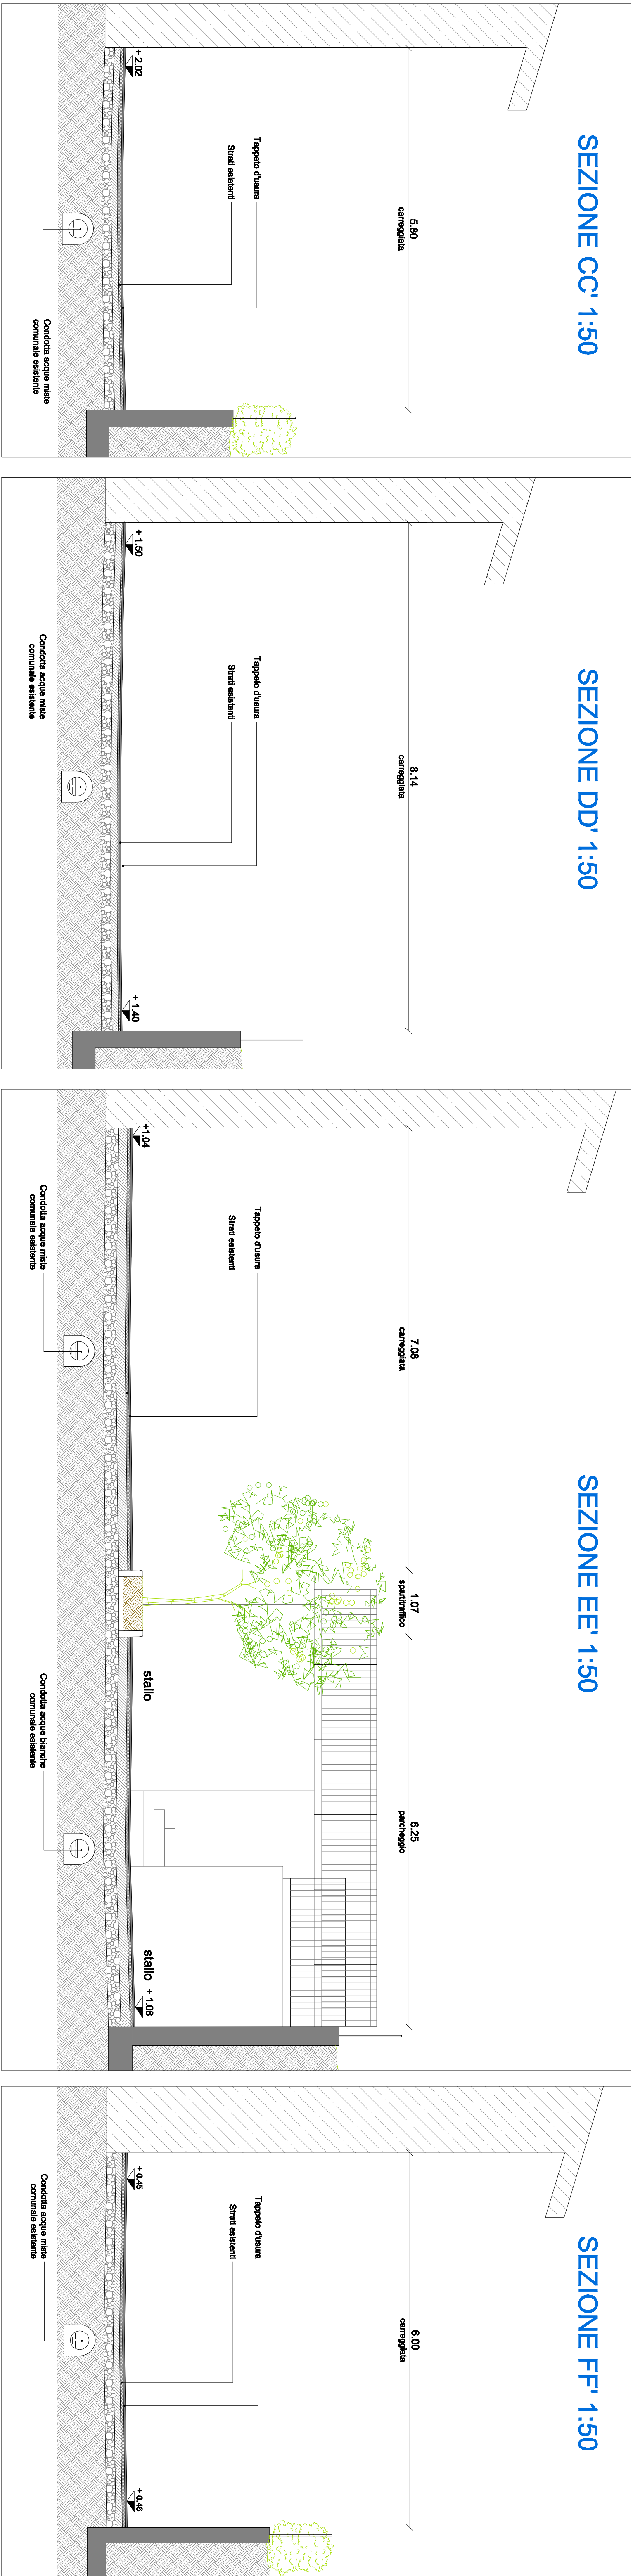 SEZIONE CC' 1:50
5.80
carreggiata
Tappeto d'usura
Strati esistenti
+ 2.02
Condotta acque miste
comunale esistente
SEZIONE DD' 1:50
8.14
carreggiata
Tappeto d'usura
Strati esistenti
+ 1.50
+ 1.40
Condotta acque miste
comunale esistente
SEZIONE EE' 1:50
7.08
carreggiata
1.07
spartitraffico
6.25
parcheggio
Tappeto d'usura
Strati esistenti
+1.04
stallo
stallo
+ 1.08
Condotta acque miste
comunale esistente
Condotta acque bianche
comunale esistente
SEZIONE FF' 1:50
6.00
carreggiata
Tappeto d'usura
Strati esistenti
+ 0.45
+ 0.46
Condotta acque miste
comunale esistente